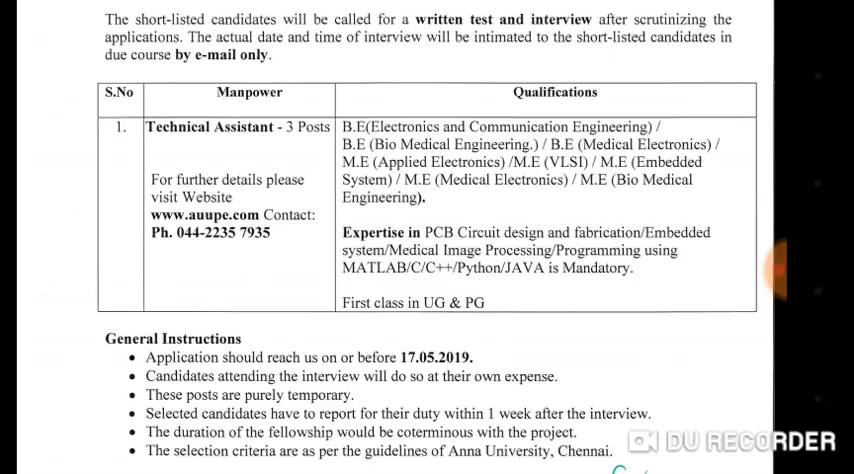 The short-listed candidates will be called for a written test and interview after scrutinizing the
applications. The actual date and time of interview will be intimated to the short-listed candidates in
due course by e-mail only.
S.No Manpower Qualifications
1. Technical Assistant - 3 Posts
For further details please
visit Website
www.auupe.com Contact:
Ph. 044-2235 7935
B.E(Electronics and Communication Engineering) /
B.E (Bio Medical Engineering.) / B.E (Medical Electronics) /
M.E (Applied Electronics) /M.E (VLSI) / M.E (Embedded
System) / M.E (Medical Electronics) / M.E (Bio Medical
Engineering).
Expertise in PCB Circuit design and fabrication/Embedded
system/Medical Image Processing/Programming using
MATLAB/C/C++/Python/JAVA is Mandatory.
First class in UG & PG
General Instructions
• Application should reach us on or before 17.05.2019.
• Candidates attending the interview will do so at their own expense.
• These posts are purely temporary.
• Selected candidates have to report for their duty within 1 week after the interview.
• The duration of the fellowship would be coterminous with the project.
• The selection criteria are as per the guidelines of Anna University, Chennai.
DU RECORDER